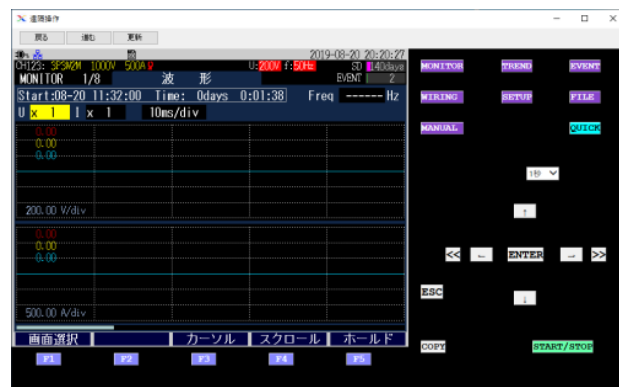 遠隔操作
戻る 進む 更新
2019-08-20 20:20:27
CH123: 3P3W2M 1000V 500A U:200V f:50Hz SD 40days
MONITOR 1/8 波 形 EVENT 2
Start:08-20 11:32:00 Time: 0days 0:01:38 Freq ------ Hz
U x 1 I x 1 10ms/div
0.00
0.00
0.00
200.00 V/div
0.00
0.00
0.00
500.00 A/div
画面選択 カーソル スクロール ホールド
F1 F2 F3 F4 F5
MONITOR TREND EVENT
WIRING SETUP FILE
MANUAL QUICK
1秒
↑
<< ← ENTER → >>
ESC
↓
COPY START/STOP